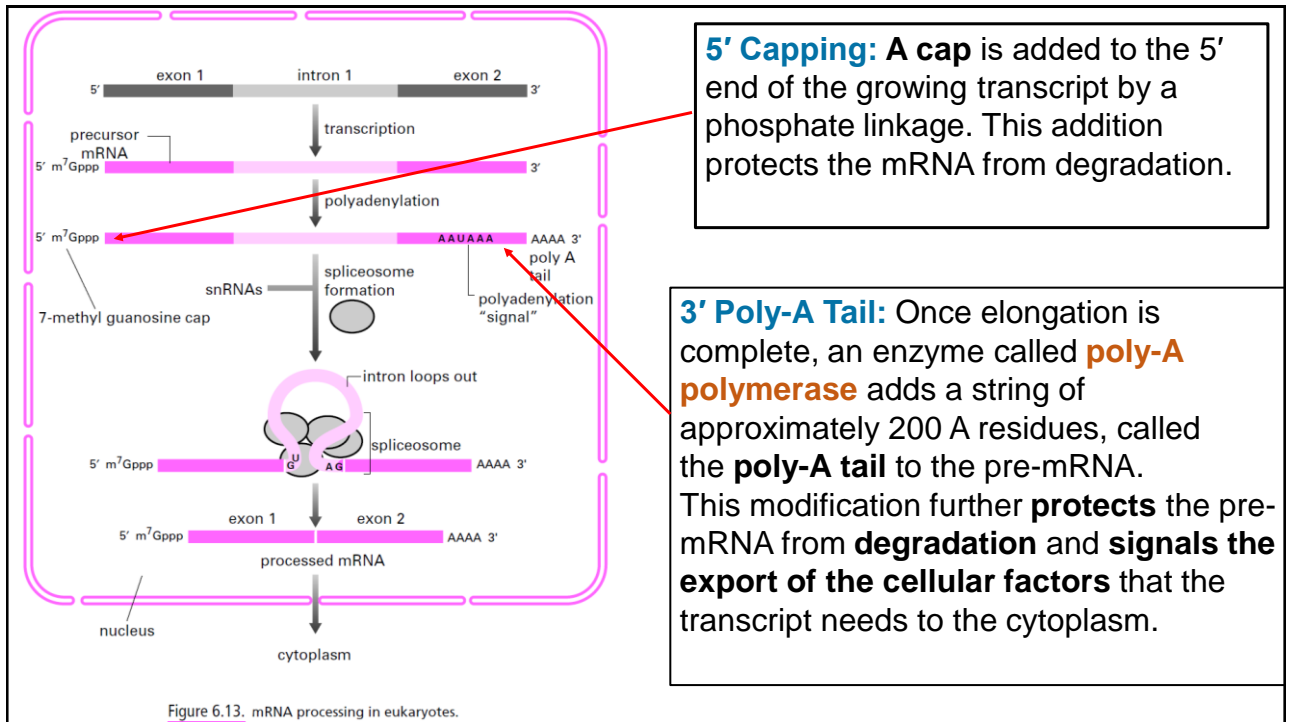 exon 1 intron 1 exon 2
5′ 3′
transcription
precursor
mRNA
5′ m⁷Gppp 3′
polyadenylation
5′ m⁷Gppp AAUAAA AAAA 3′
poly A
tail
snRNAs
spliceosome
formation
polyadenylation
“signal”
7-methyl guanosine cap
intron loops out
spliceosome
5′ m⁷Gppp G U A G AAAA 3′
exon 1 exon 2
5′ m⁷Gppp AAAA 3′
processed mRNA
nucleus
cytoplasm
Figure 6.13. mRNA processing in eukaryotes.
5′ Capping: A cap is added to the 5′
end of the growing transcript by a
phosphate linkage. This addition
protects the mRNA from degradation.
3′ Poly-A Tail: Once elongation is
complete, an enzyme called poly-A
polymerase adds a string of
approximately 200 A residues, called
the poly-A tail to the pre-mRNA.
This modification further protects the pre-
mRNA from degradation and signals the
export of the cellular factors that the
transcript needs to the cytoplasm.